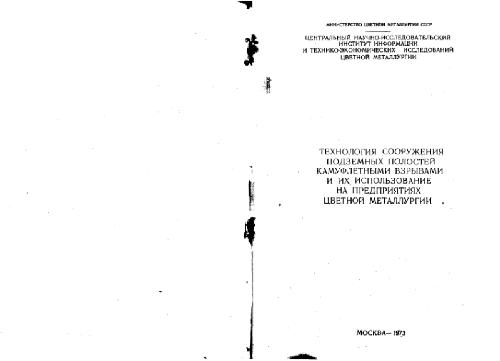 МИНИСТЕРСТВО ЦВЕТНОЙ МЕТАЛЛУРГИИ СССР
ЦЕНТРАЛЬНЫЙ НАУЧНО-ИССЛЕДОВАТЕЛЬСКИЙ
ИНСТИТУТ ИНФОРМАЦИИ
И ТЕХНИКО-ЭКОНОМИЧЕСКИХ ИССЛЕДОВАНИЙ
ЦВЕТНОЙ МЕТАЛЛУРГИИ
ТЕХНОЛОГИЯ СООРУЖЕНИЯ
ПОДЗЕМНЫХ ПОЛОСТЕЙ
КАМУФЛЕТНЫМИ ВЗРЫВАМИ
И ИХ ИСПОЛЬЗОВАНИЕ
НА ПРЕДПРИЯТИЯХ
ЦВЕТНОЙ МЕТАЛЛУРГИИ
МОСКВА—1973